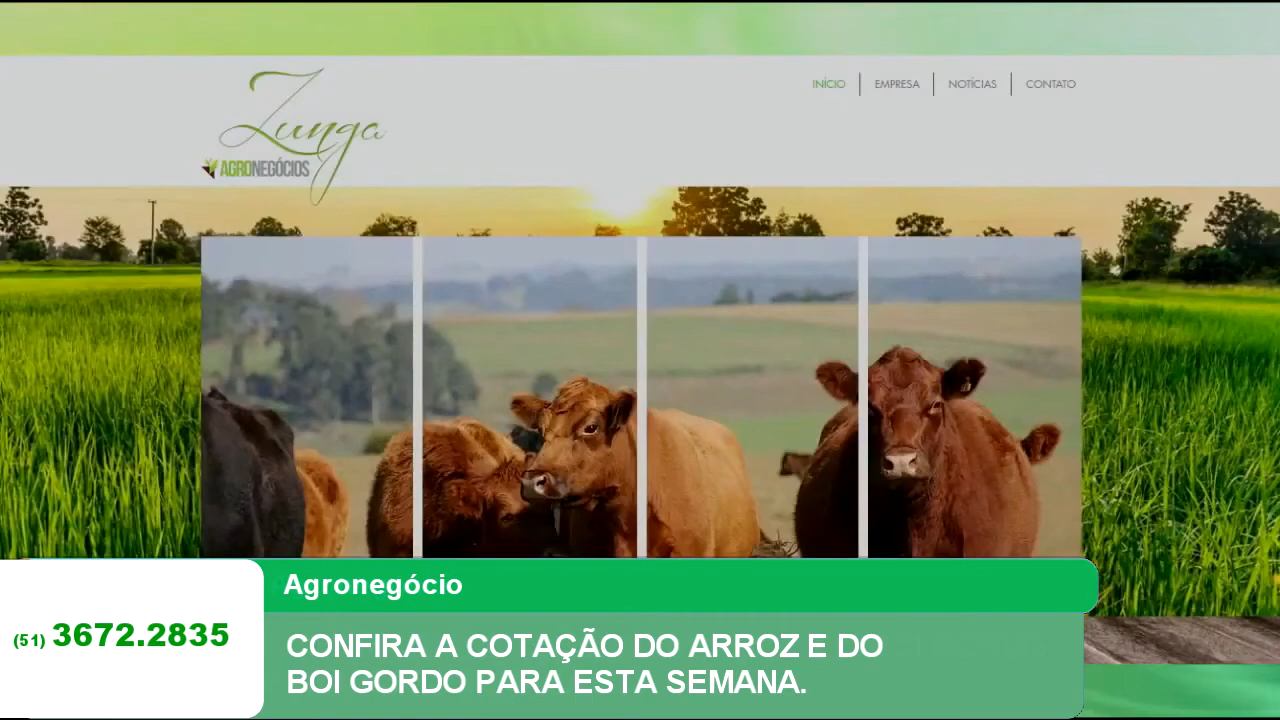 Zunga
AGRONEGÓCIOS
INÍCIO
EMPRESA
NOTÍCIAS
CONTATO
Agronegócio
(51) 3672.2835
CONFIRA A COTAÇÃO DO ARROZ E DO
BOI GORDO PARA ESTA SEMANA.